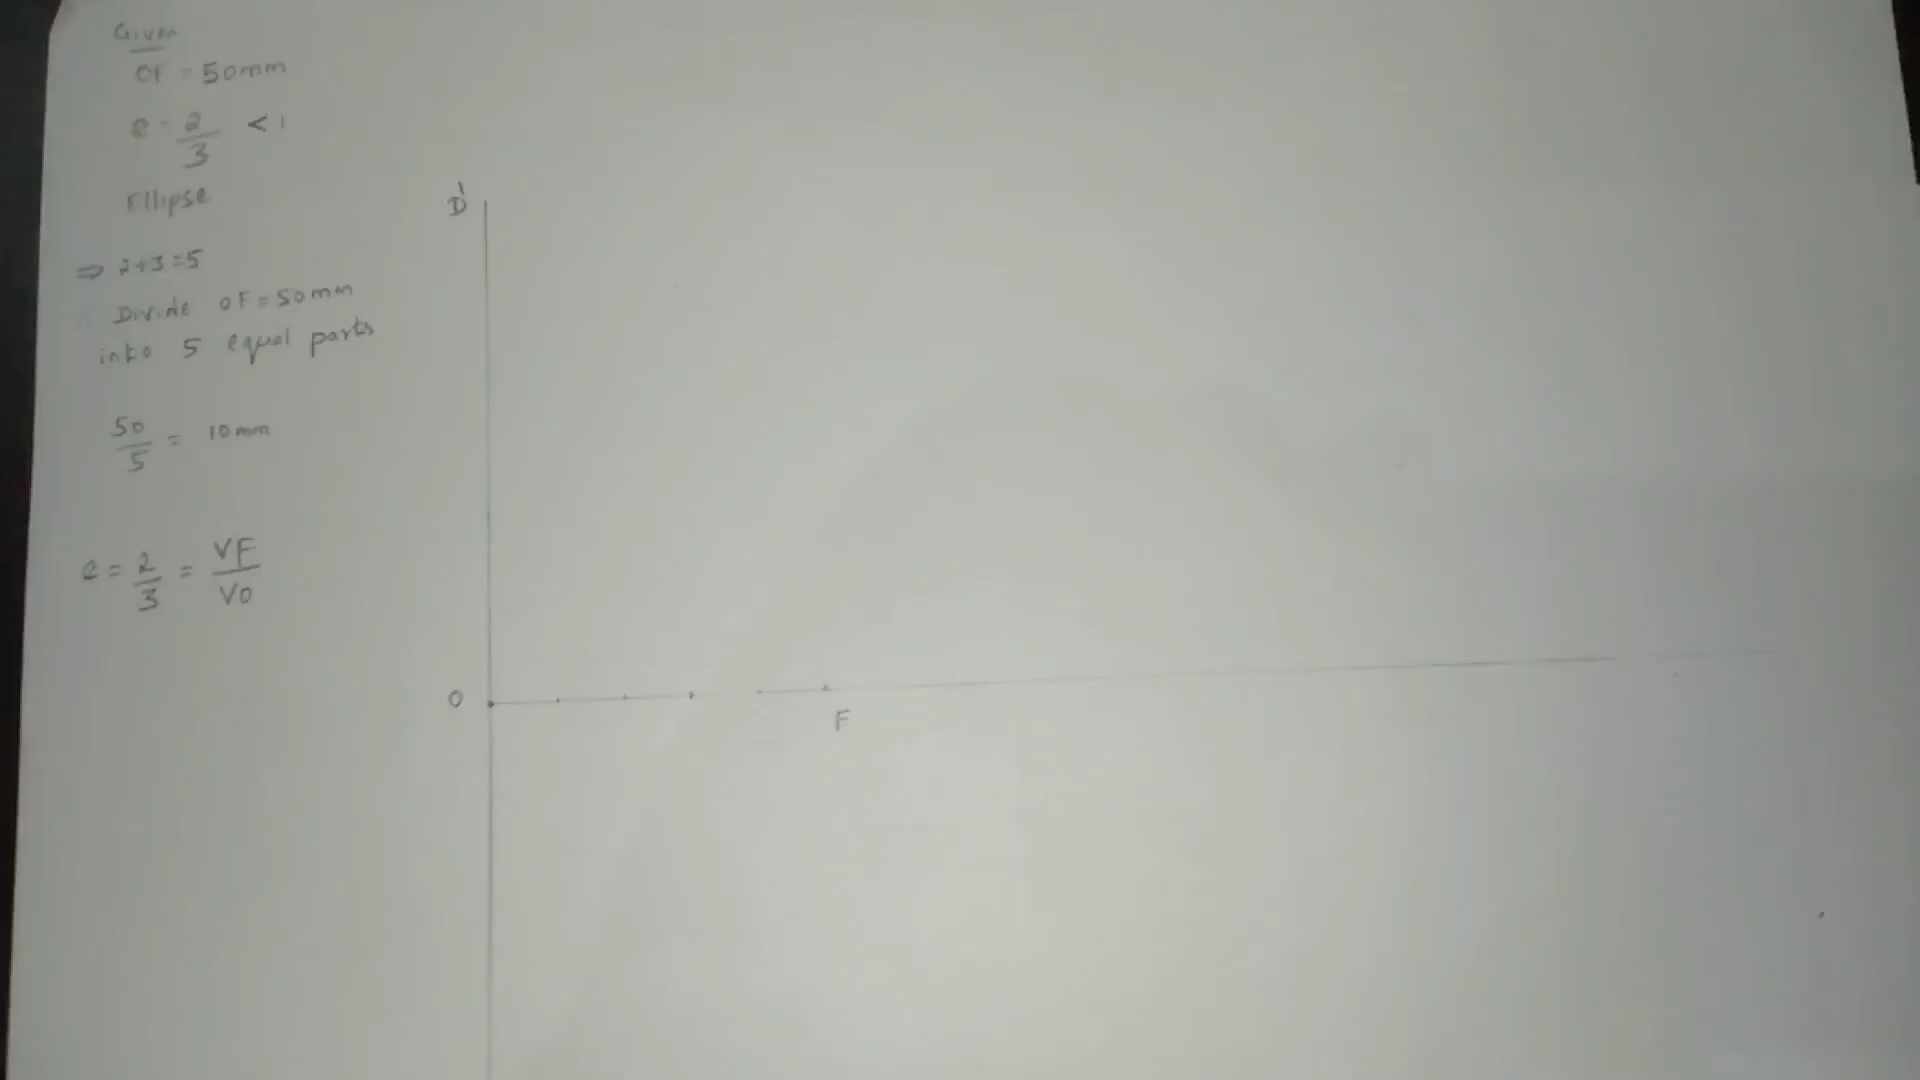 Given
OF = 50mm
e = 2/3 < 1
Ellipse
⇒ 2+3=5
∴ Divide OF = 50mm
into 5 equal parts
50/5 = 10mm
e = 2/3 = VF/VO
D'
O
F